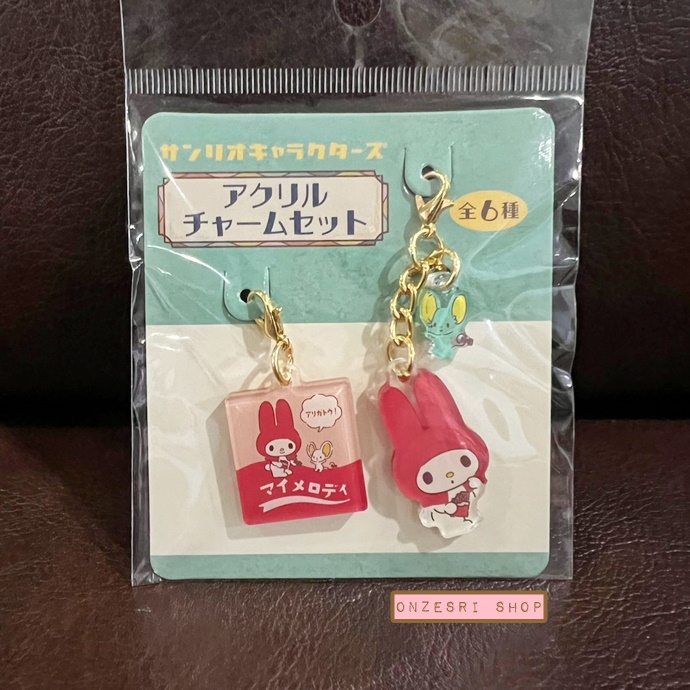 サンリオキャラクターズ
アクリル
チャームセット
全6種
アリガトウ!
マイメロディ
ONZESRI SHOP